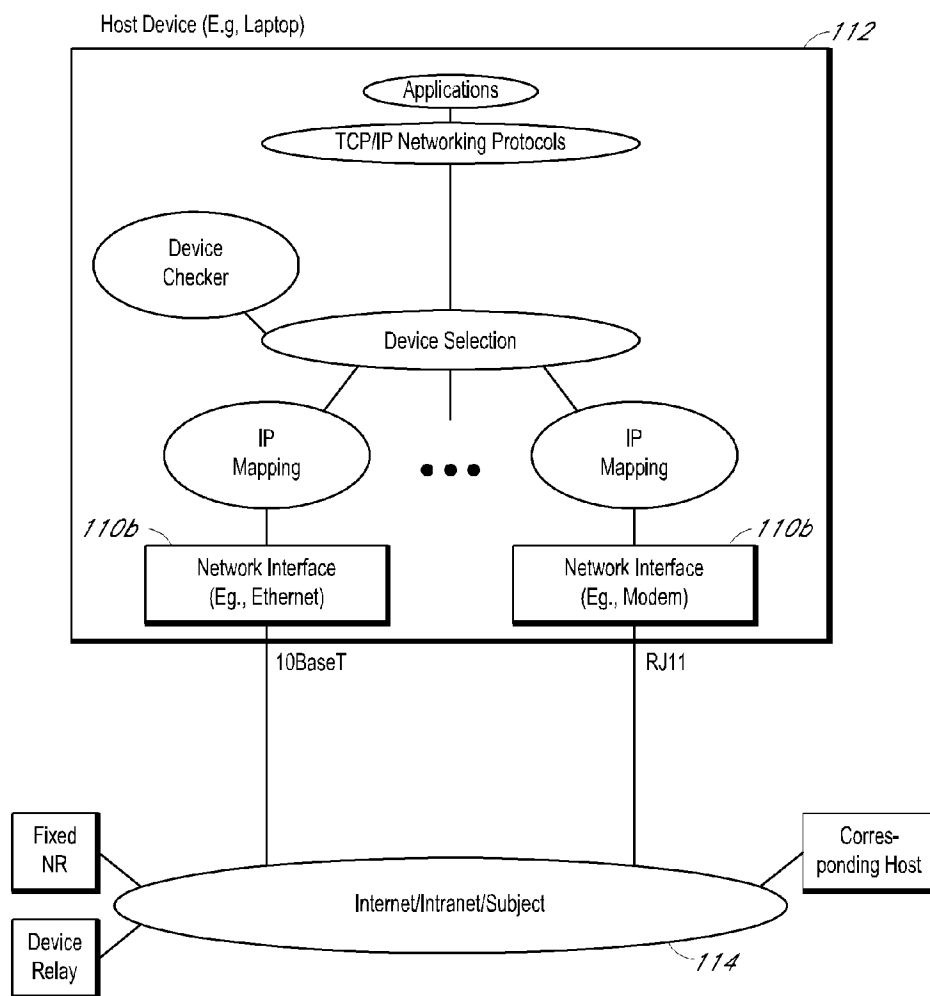 Host Device (E.g, Laptop)
112
Applications
TCP/IP Networking Protocols
Device
Checker
Device Selection
IP
Mapping
IP
Mapping
110b
110b
Network Interface
(Eg., Ethernet)
Network Interface
(Eg., Modem)
10BaseT
RJ11
Fixed
NR
Corres-
ponding Host
Internet/Intranet/Subject
Device
Relay
114